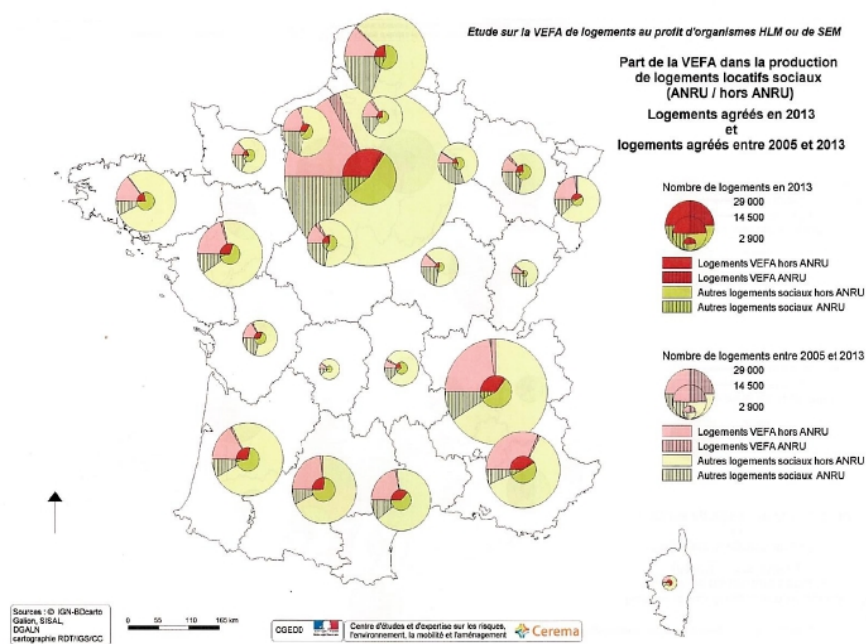 Etude sur la VEFA de logements au profit d'organismes HLM ou de SEM
Part de la VEFA dans la production
de logements locatifs sociaux
(ANRU / hors ANRU)
Logements agréés en 2013
et
logements agréés entre 2005 et 2013
Nombre de logements en 2013
29 000
14 500
2 900
Logements VEFA hors ANRU
Logements VEFA ANRU
Autres logements sociaux hors ANRU
Autres logements sociaux ANRU
Nombre de logements entre 2005 et 2013
29 000
14 500
2 900
Logements VEFA hors ANRU
Logements VEFA ANRU
Autres logements sociaux hors ANRU
Autres logements sociaux ANRU
Sources : © IGN-BDcarto
Galion, SISAL,
DGALN
cartographie RDT/IGS/CC
0 55 110 165 km
CGEDD
Centre d'études et d'expertise sur les risques,
l'environnement, la mobilité et l'aménagement
Cerema